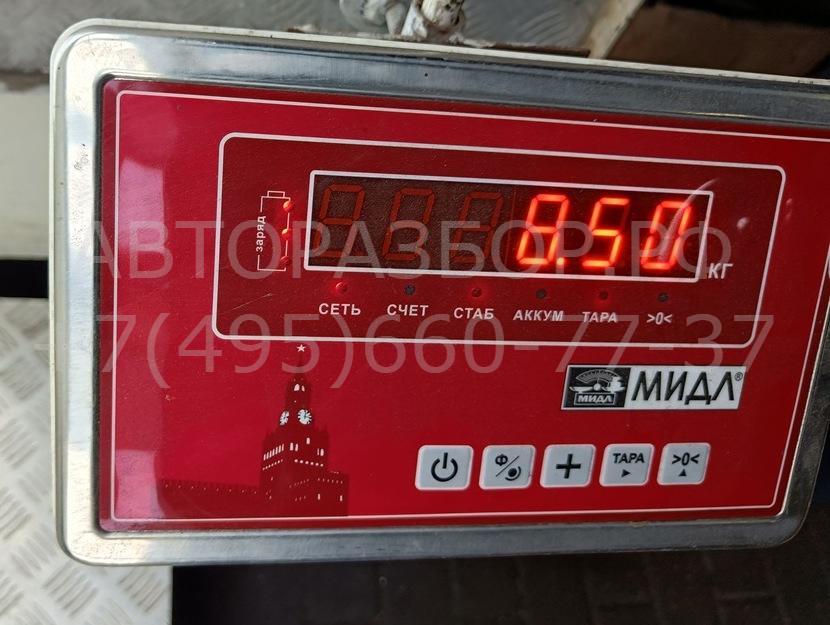 заряд
0.50
КГ
СЕТЬ СЧЕТ СТАБ АККУМ ТАРА >0<
АВТОРАЗБОР.РФ
+7(495)660-77-37
МИДЛ МИДЛ®
Ф ТАРА >0<